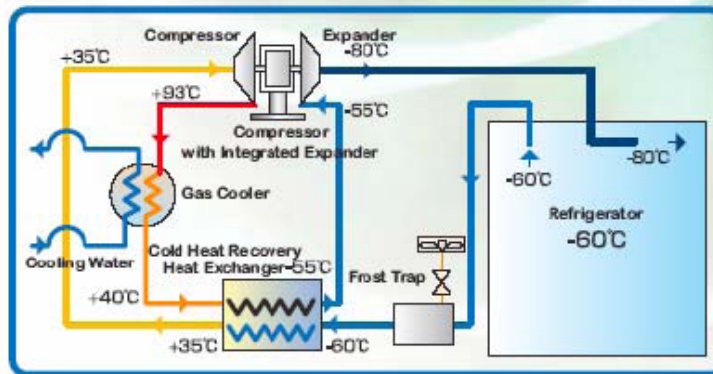 Compressor
Expander
+35℃
-80℃
+93℃
-55℃
Compressor
with Integrated Expander
-60℃
-80℃
Gas Cooler
Refrigerator
-60℃
Cooling Water
Cold Heat Recovery
Heat Exchanger
-55℃
Frost Trap
+40℃
+35℃
-60℃